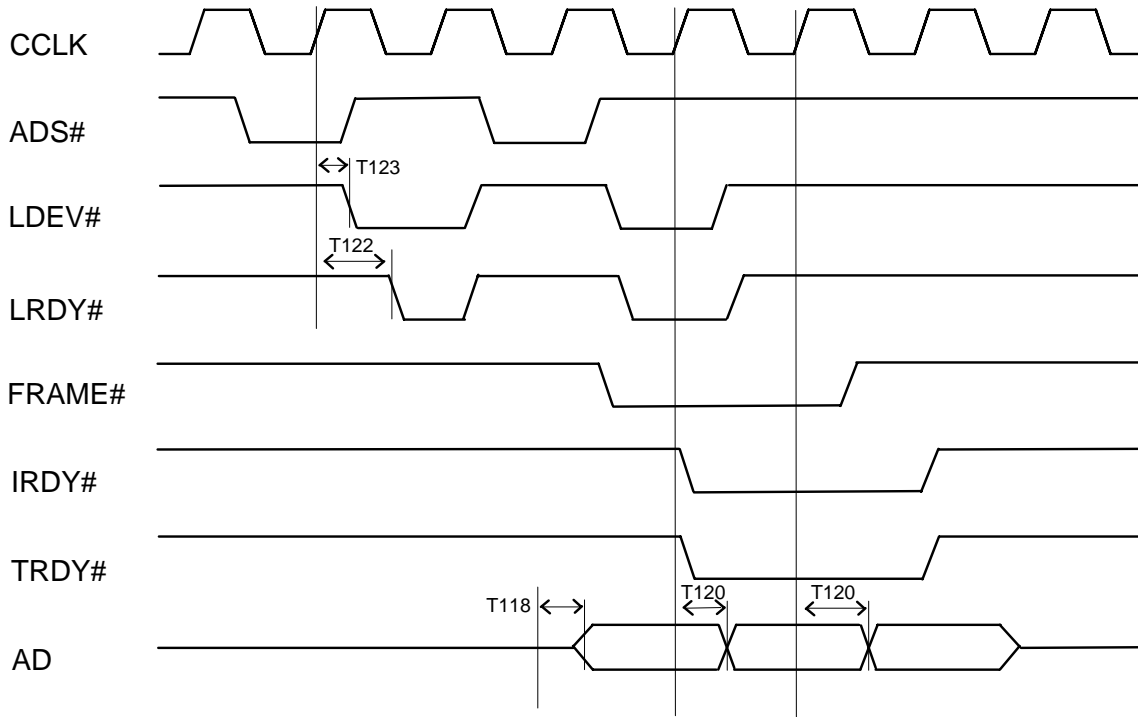 CCLK
ADS#
T123
LDEV#
T122
LRDY#
FRAME#
IRDY#
TRDY#
T118
T120
T120
AD